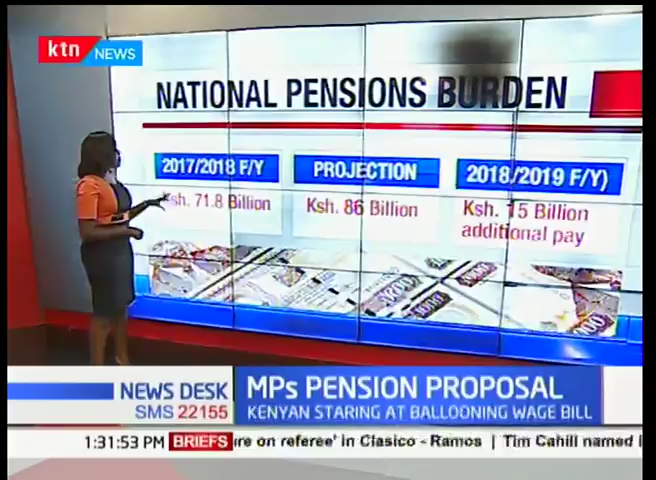 ktn NEWS
NATIONAL PENSIONS BURDEN
2017/2018 F/Y
PROJECTION
2018/2019 F/Y)
Ksh. 71.8 Billion
Ksh. 86 Billion
Ksh. 15 Billion
additional pay
NEWS DESK
SMS 22155
MPs PENSION PROPOSAL
KENYAN STARING AT BALLOONING WAGE BILL
1:31:53 PM BRIEFS ire on referee' in Clasico - Ramos | Tim Cahill named i